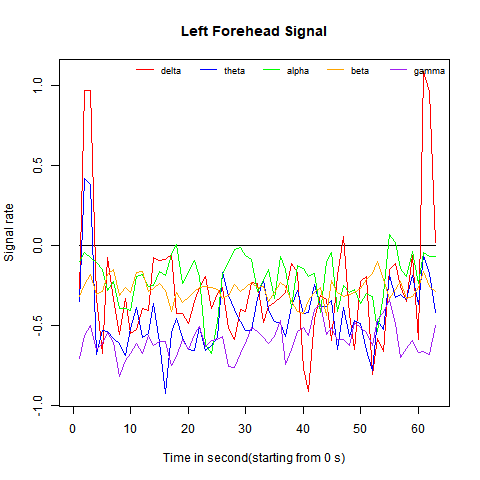 Left Forehead Signal
delta theta alpha beta gamma
Signal rate
1.0
0.5
0.0
-0.5
-1.0
0 10 20 30 40 50 60
Time in second(starting from 0 s)